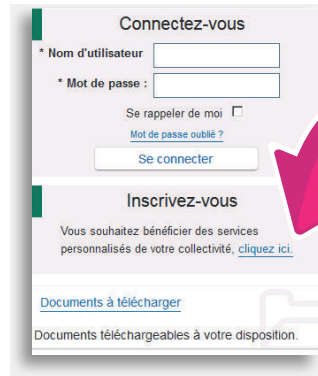 Connectez-vous
* Nom d'utilisateur
* Mot de passe :
Se rappeler de moi
Mot de passe oublié ?
Se connecter
Inscrivez-vous
Vous souhaitez bénéficier des services
personnalisés de votre collectivité, cliquez ici.
Documents à télécharger
Documents téléchargeables à votre disposition.